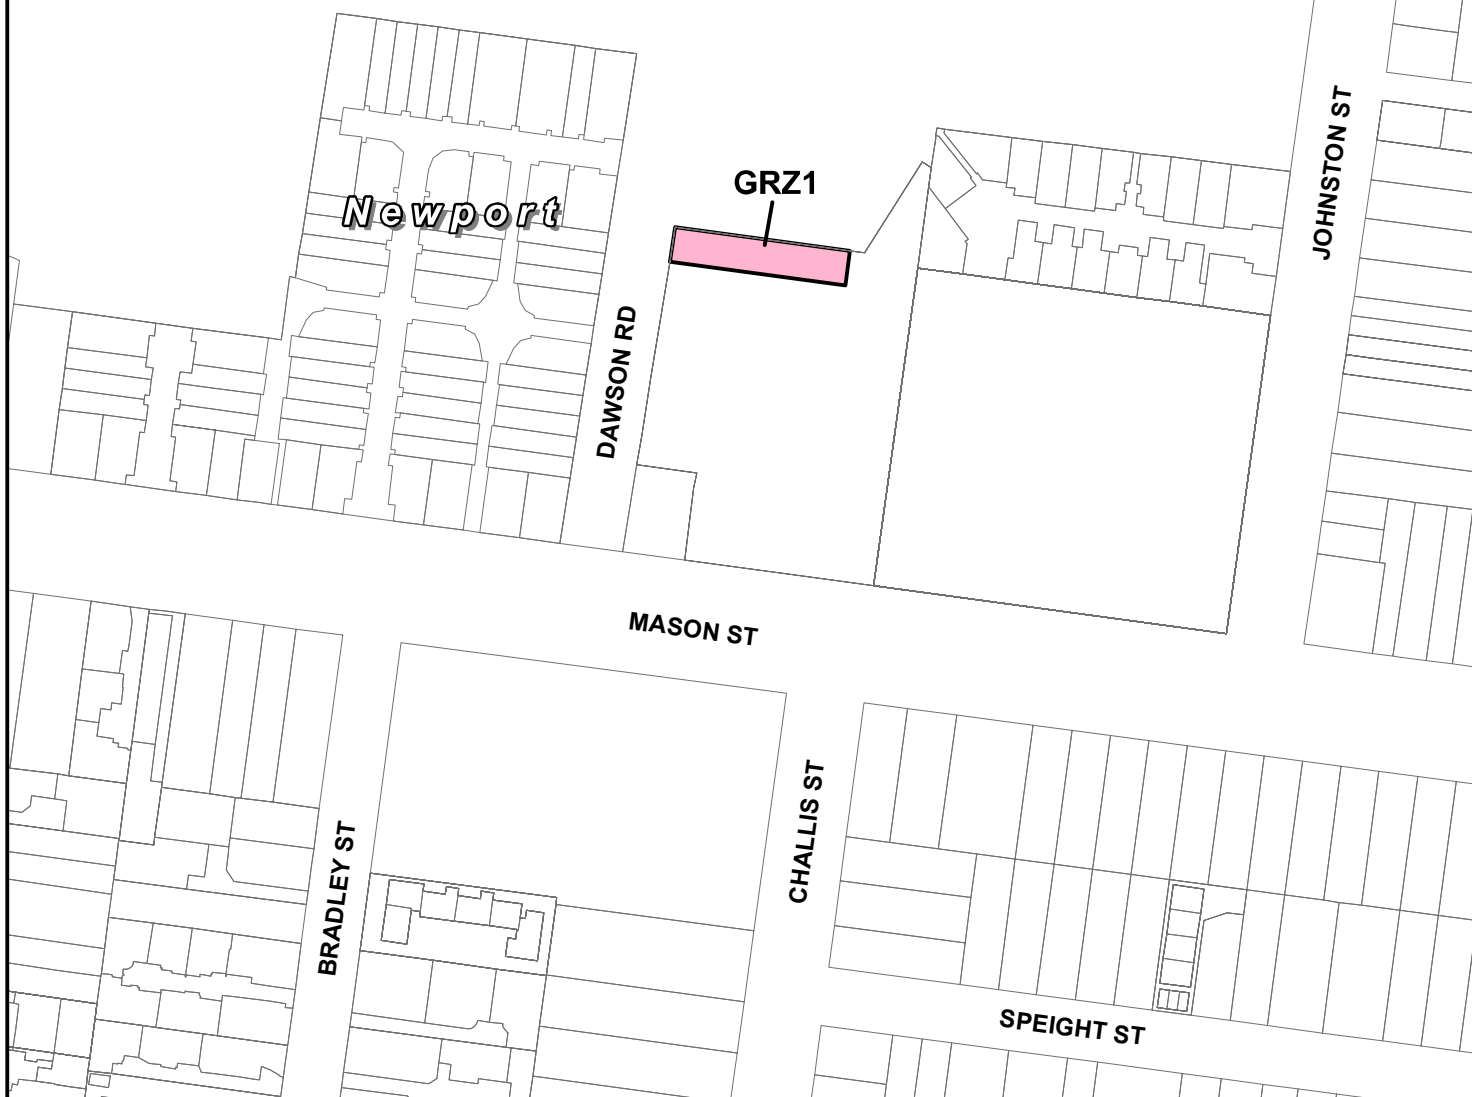 JOHNSTON ST
GRZ1
Newport
DAWSON RD
MASON ST
CHALLIS ST
BRADLEY ST
SPEIGHT ST